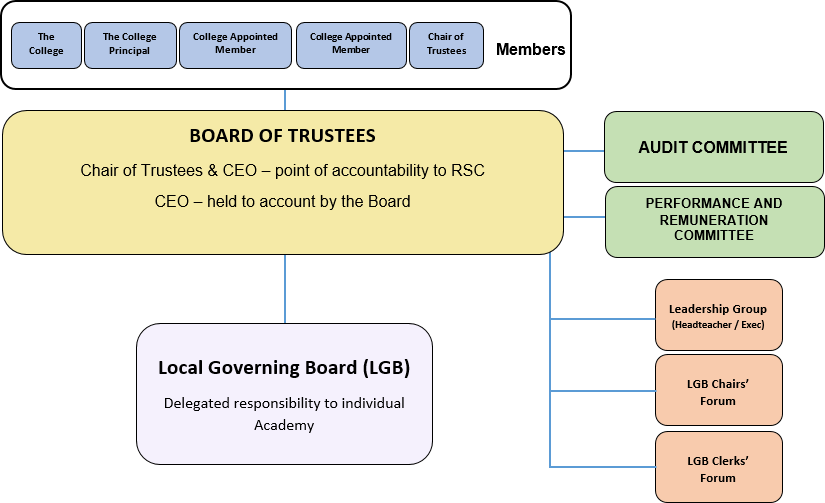 The
College
The College
Principal
College Appointed
Member
College Appointed
Member
Chair of
Trustees
Members
BOARD OF TRUSTEES
Chair of Trustees & CEO – point of accountability to RSC
CEO – held to account by the Board
AUDIT COMMITTEE
PERFORMANCE AND
REMUNERATION
COMMITTEE
Leadership Group
(Headteacher / Exec)
LGB Chairs’
Forum
LGB Clerks’
Forum
Local Governing Board (LGB)
Delegated responsibility to individual
Academy